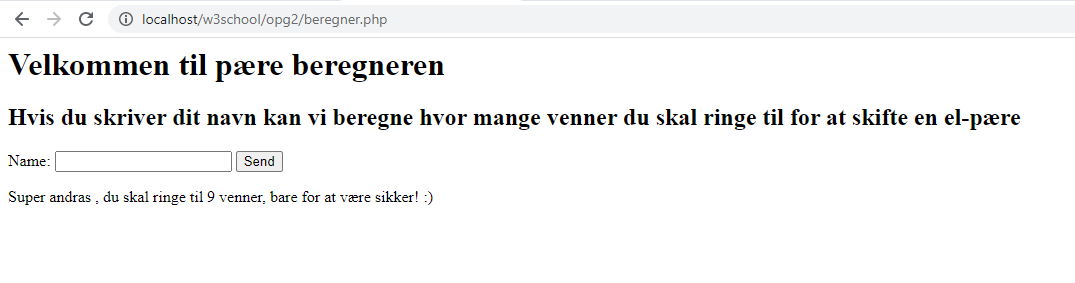 localhost/w3school/opg2/beregner.php
Velkommen til pære beregneren
Hvis du skriver dit navn kan vi beregne hvor mange venner du skal ringe til for at skifte en el-pære
Name: Send
Super andras , du skal ringe til 9 venner, bare for at være sikker! :)